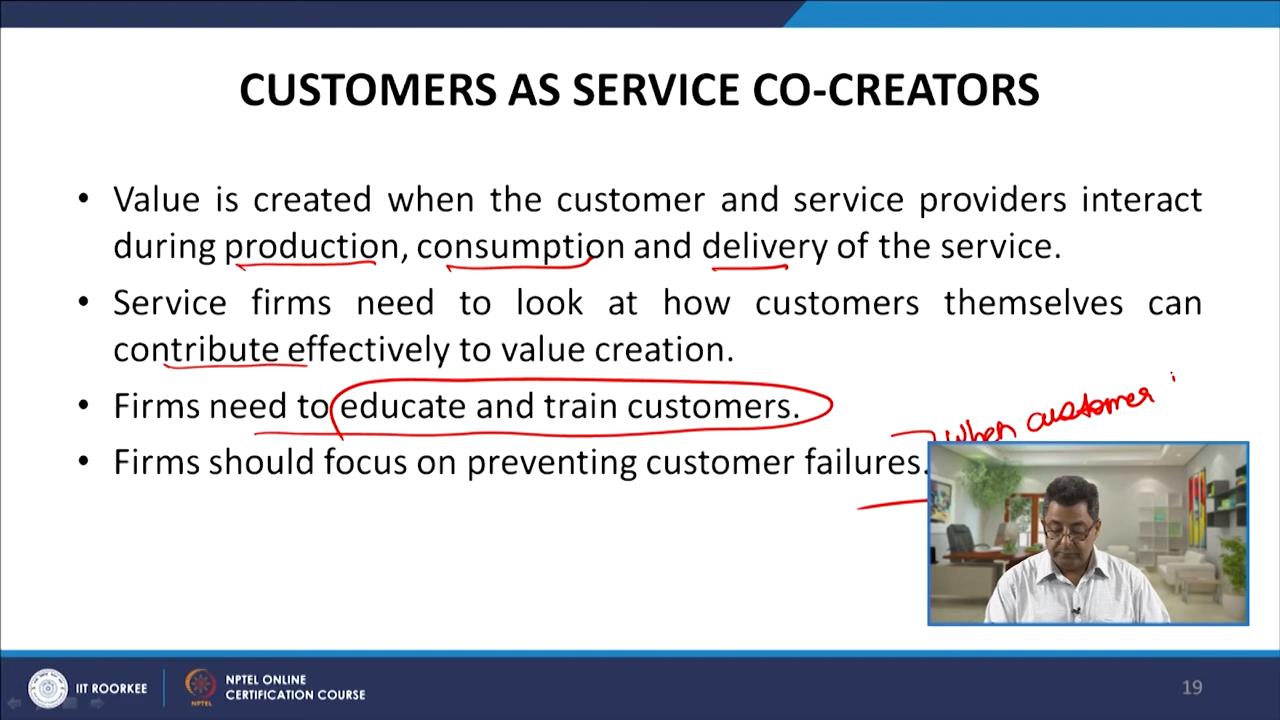 CUSTOMERS AS SERVICE CO-CREATORS
• Value is created when the customer and service providers interact
during production, consumption and delivery of the service.
• Service firms need to look at how customers themselves can
contribute effectively to value creation.
• Firms need to educate and train customers.
when customer
• Firms should focus on preventing customer failures.
IIT ROORKEE
NPTEL
NPTEL ONLINE
CERTIFICATION COURSE
19